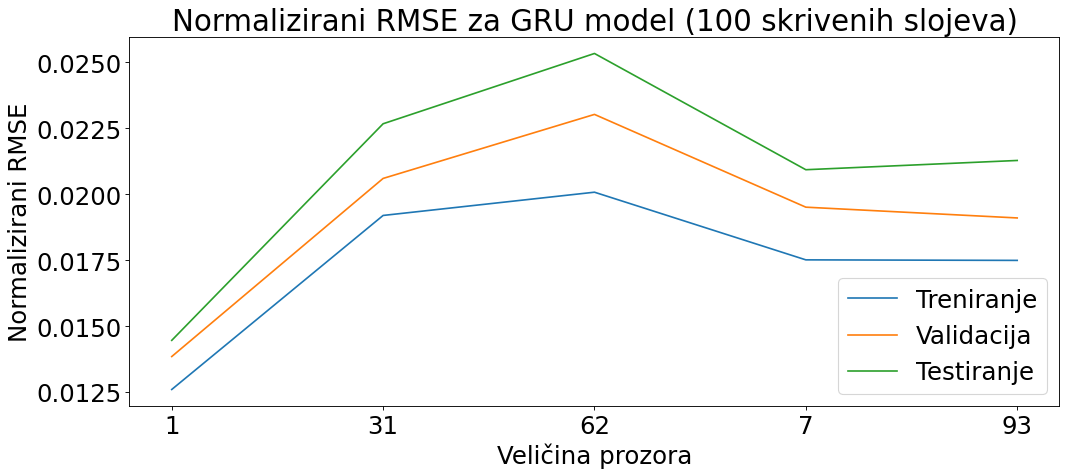 Normalizirani RMSE za GRU model (100 skrivenih slojeva)
Normalizirani RMSE
0.0250
0.0225
0.0200
0.0175
0.0150
0.0125
Treniranje
Validacija
Testiranje
1 31 62 7 93
Veličina prozora